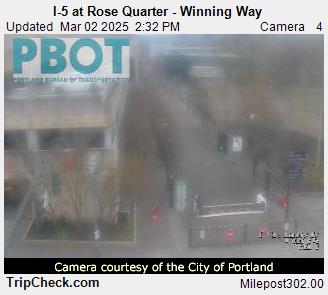 I-5 at Rose Quarter - Winning Way
Updated Mar 02 2025 2:32 PM Camera 4
PBOT
PORTLAND BUREAU OF TRANSPORTATION
Camera courtesy of the City of Portland
TripCheck.com Milepost302.00